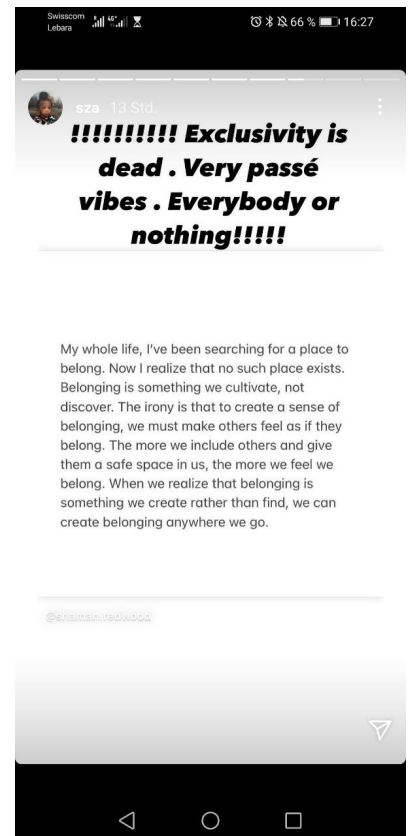 Swisscom
Lebara
4G
66 % 16:27
sza 13 Std.
!!!!!!!!!! Exclusivity is
dead . Very passé
vibes . Everybody or
nothing!!!!!
My whole life, I've been searching for a place to
belong. Now I realize that no such place exists.
Belonging is something we cultivate, not
discover. The irony is that to create a sense of
belonging, we must make others feel as if they
belong. The more we include others and give
them a safe space in us, the more we feel we
belong. When we realize that belonging is
something we create rather than find, we can
create belonging anywhere we go.
@shaman.redwood